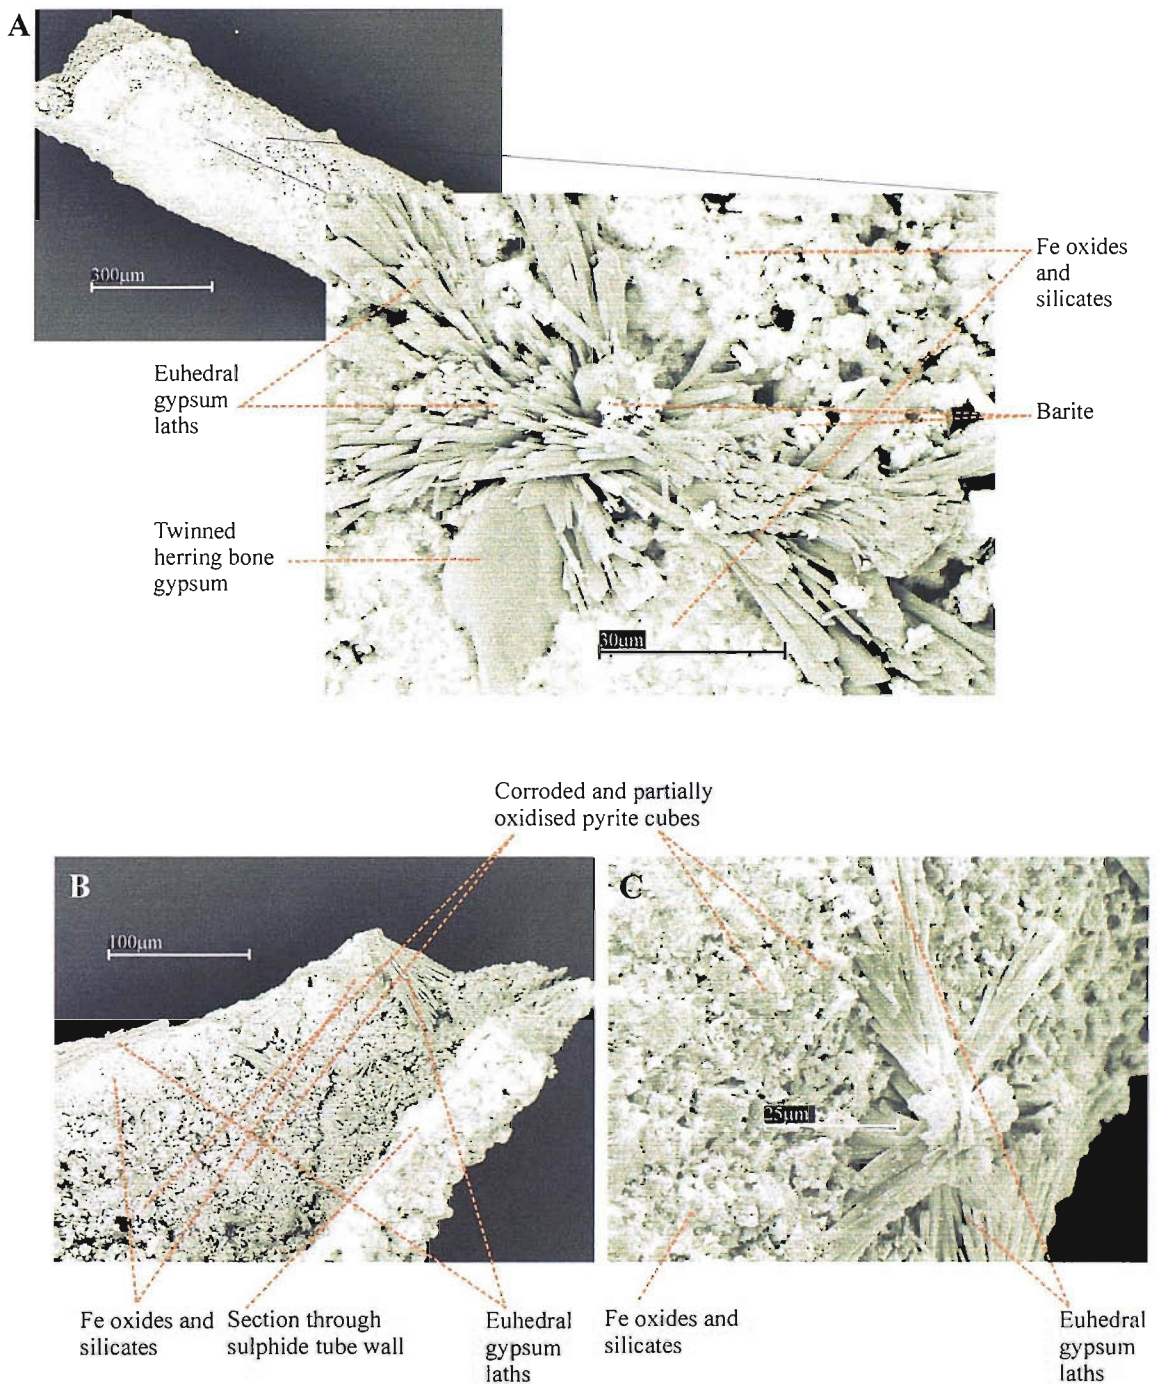 A
300µm
Fe oxides
and
silicates
Euhedral
gypsum
laths
Barite
Twinned
herring bone
gypsum
30µm
Corroded and partially
oxidised pyrite cubes
B
100µm
C
25µm
Fe oxides and
silicates
Section through
sulphide tube wall
Euhedral
gypsum
laths
Fe oxides and
silicates
Euhedral
gypsum
laths